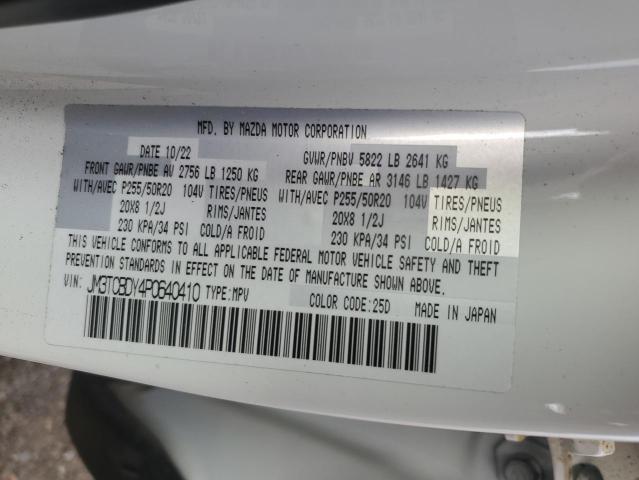 MFD. BY MAZDA MOTOR CORPORATION
DATE 10/22 GVWR/PNBV 5822 LB 2641 KG
FRONT GAWR/PNBE AV 2756 LB 1250 KG REAR GAWR/PNBE AR 3146 LB 1427 KG
WITH/AVEC P255/50R20 104V TIRES/PNEUS WITH/AVEC P255/50R20 104V TIRES/PNEUS
20X8 1/2J RIMS/JANTES 20X8 1/2J RIMS/JANTES
230 KPA/34 PSI COLD/A FROID 230 KPA/34 PSI COLD/A FROID
THIS VEHICLE CONFORMS TO ALL APPLICABLE FEDERAL MOTOR VEHICLE SAFETY AND THEFT
PREVENTION STANDARDS IN EFFECT ON THE DATE OF MANUFACTURE SHOWN ABOVE.
VIN: JM3TCBDY4P0640410 TYPE:MPV COLOR CODE:25D MADE IN JAPAN